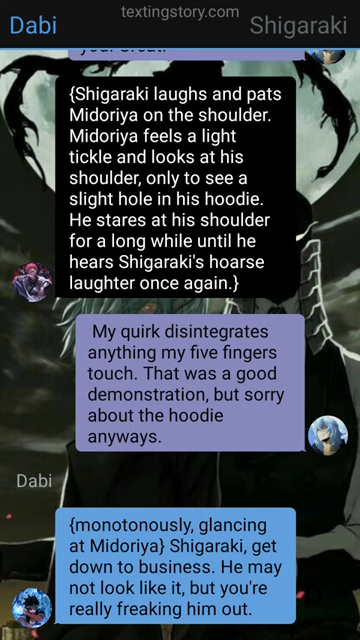 textingstory.com
Dabi
Shigaraki
{Shigaraki laughs and pats
Midoriya on the shoulder.
Midoriya feels a light
tickle and looks at his
shoulder, only to see a
slight hole in his hoodie.
He stares at his shoulder
for a long while until he
hears Shigaraki's hoarse
laughter once again.}
My quirk disintegrates
anything my five fingers
touch. That was a good
demonstration, but sorry
about the hoodie
anyways.
Dabi
{monotonously, glancing
at Midoriya} Shigaraki, get
down to business. He may
not look like it, but you're
really freaking him out.